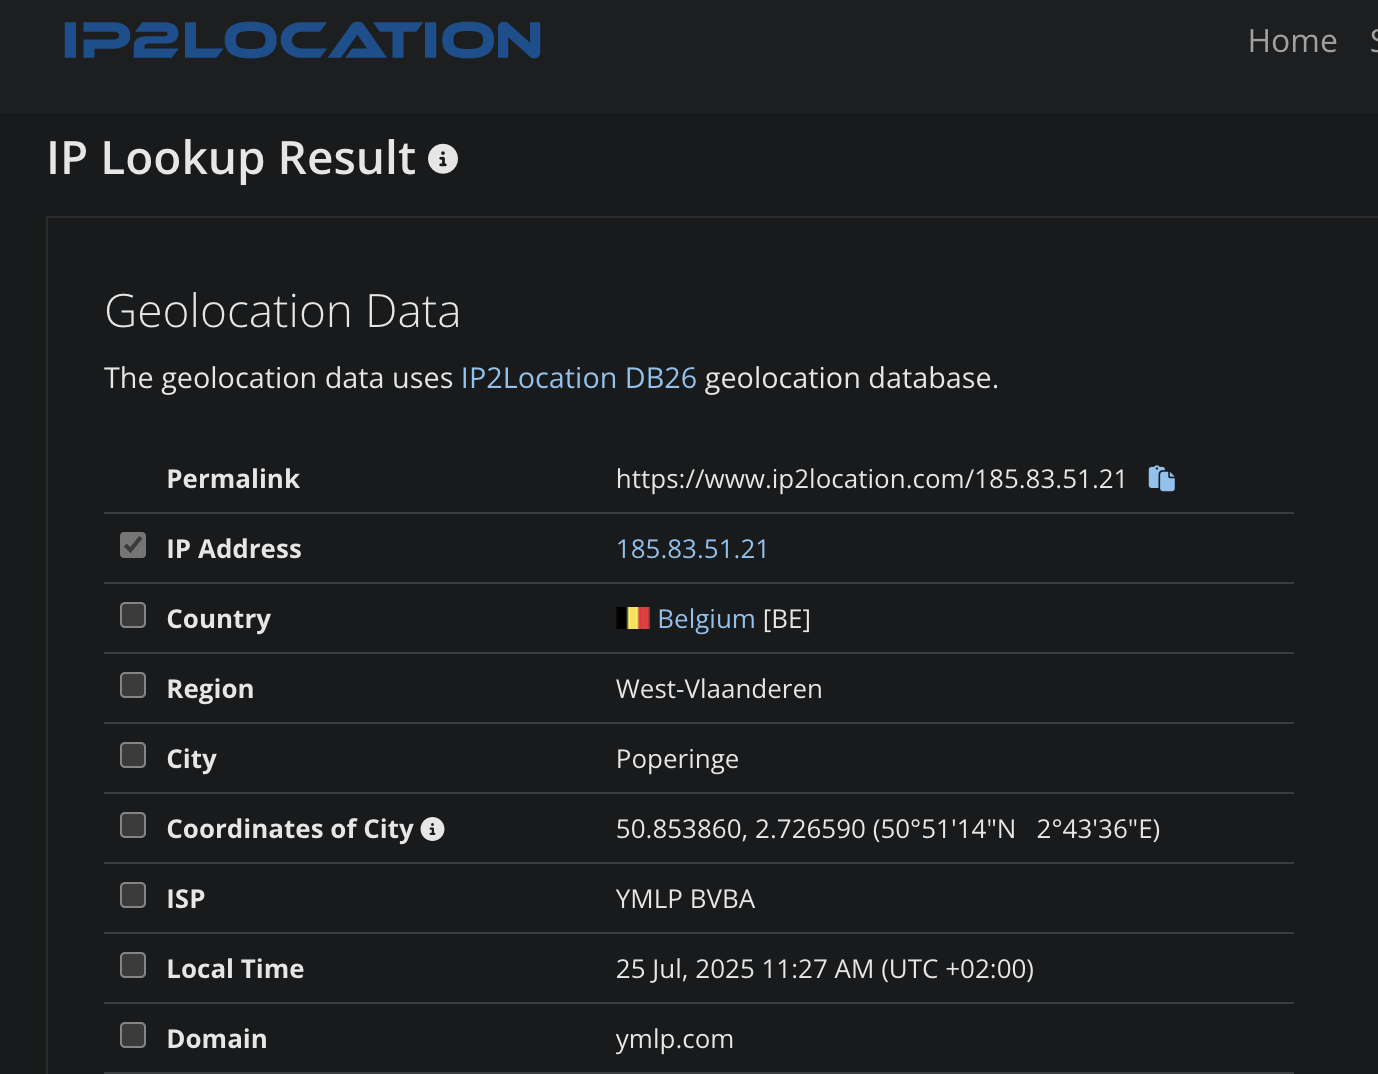 IP2LOCATION
Home
IP Lookup Result
Geolocation Data
The geolocation data uses IP2Location DB26 geolocation database.
Permalink https://www.ip2location.com/185.83.51.21
IP Address 185.83.51.21
Country Belgium [BE]
Region West-Vlaanderen
City Poperinge
Coordinates of City 50.853860, 2.726590 (50°51'14"N 2°43'36"E)
ISP YMLP BVBA
Local Time 25 Jul, 2025 11:27 AM (UTC +02:00)
Domain ymlp.com